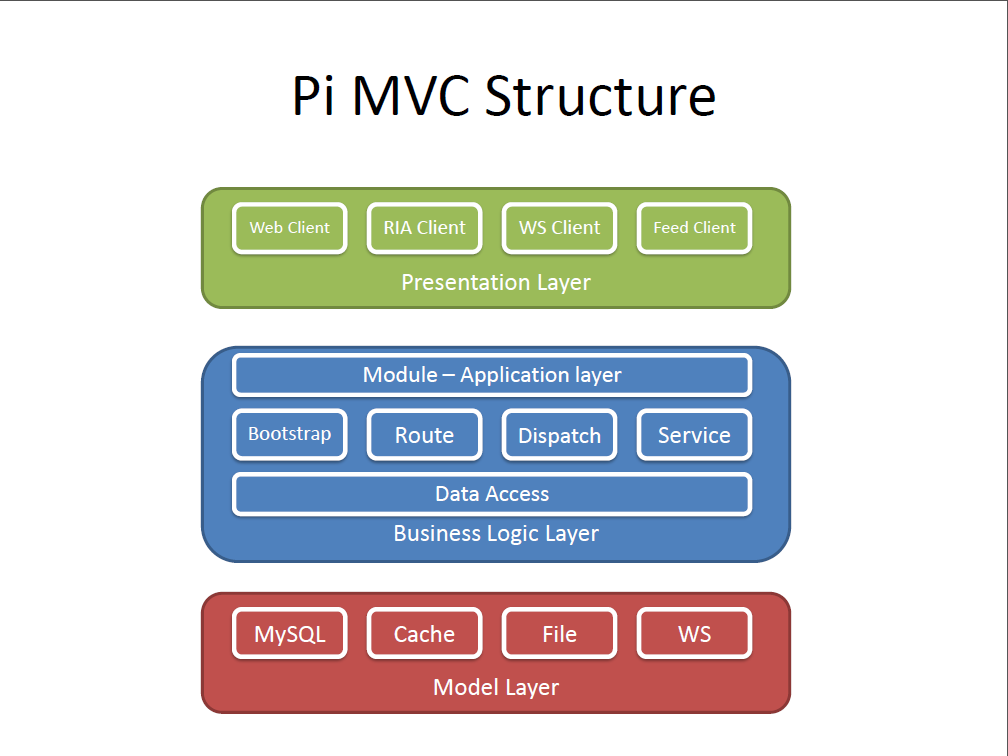 Pi MVC Structure
Web Client
RIA Client
WS Client
Feed Client
Presentation Layer
Module – Application layer
Bootstrap
Route
Dispatch
Service
Data Access
Business Logic Layer
MySQL
Cache
File
WS
Model Layer